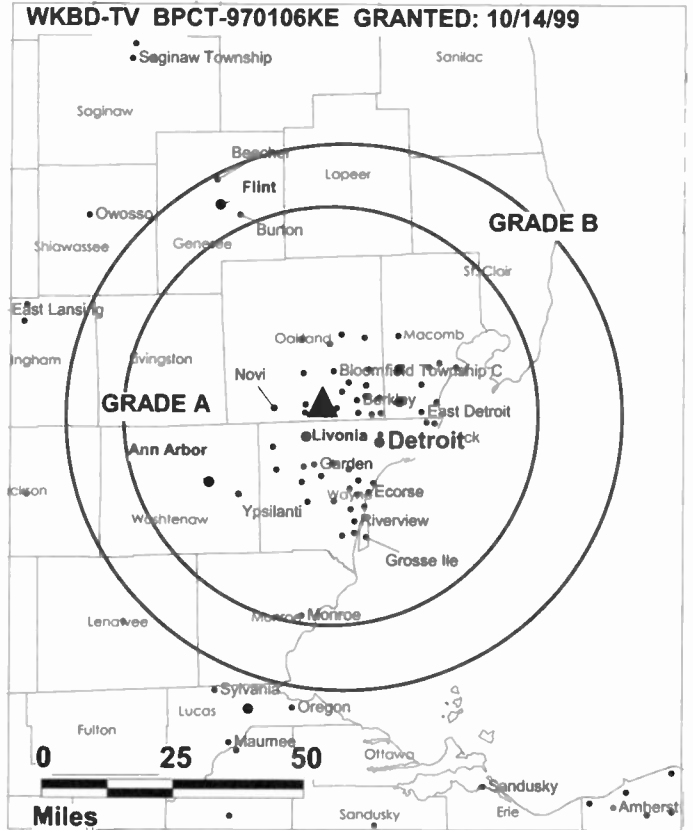 WKBD-TV BPCT-970106KE GRANTED: 10/14/99
Saginaw Township
Sanilac
Saginaw
Beecher
Lapeer
Flint
Owosso
Burton
GRADE B
Shiawassee
Genesee
St. Clair
East Lansing
Oakland
Macomb
Ingham
Livingston
Bloomfield Township C
Novi
GRADE A
Berkley
East Detroit
Livonia
Detroit
ck
Ann Arbor
Garden
ckson
Wayne
Ecorse
Washtenaw
Ypsilanti
Riverview
Grosse Ile
Lenawee
Monroe
Monroe
Sylvania
Lucas
Oregon
Fulton
Maumee
Ottawa
0 25 50
Sandusky
Miles
Sandusky
Erie
Amherst